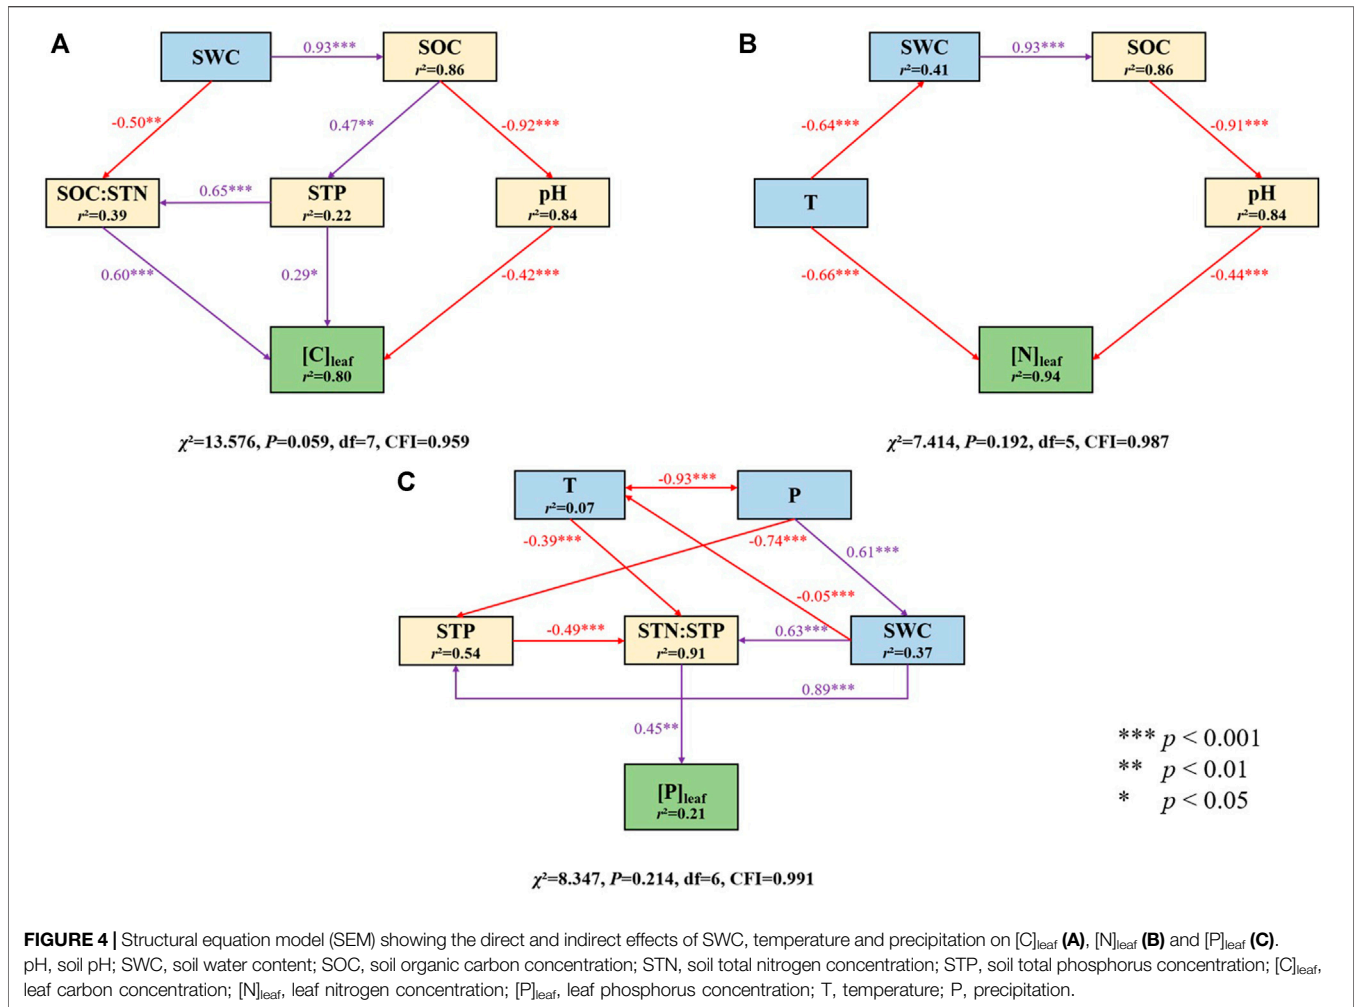 A
SWC
0.93***
SOC
r²=0.86
-0.50**
0.47**
-0.92***
SOC:STN
r²=0.39
0.65***
STP
r²=0.22
pH
r²=0.84
0.60***
0.29*
-0.42***
[C]leaf
r²=0.80
χ²=13.576, P=0.059, df=7, CFI=0.959
B
SWC
r²=0.41
0.93***
SOC
r²=0.86
-0.64***
-0.91***
T
pH
r²=0.84
-0.66***
-0.44***
[N]leaf
r²=0.94
χ²=7.414, P=0.192, df=5, CFI=0.987
C
T
r²=0.07
-0.93***
P
-0.39***
-0.74***
0.61***
-0.05***
STP
r²=0.54
-0.49***
STN:STP
r²=0.91
0.63***
SWC
r²=0.37
0.89***
0.45**
[P]leaf
r²=0.21
*** p < 0.001
** p < 0.01
* p < 0.05
χ²=8.347, P=0.214, df=6, CFI=0.991
FIGURE 4 | Structural equation model (SEM) showing the direct and indirect effects of SWC, temperature and precipitation on [C]leaf (A), [N]leaf (B) and [P]leaf (C).
pH, soil pH; SWC, soil water content; SOC, soil organic carbon concentration; STN, soil total nitrogen concentration; STP, soil total phosphorus concentration; [C]leaf,
leaf carbon concentration; [N]leaf, leaf nitrogen concentration; [P]leaf, leaf phosphorus concentration; T, temperature; P, precipitation.